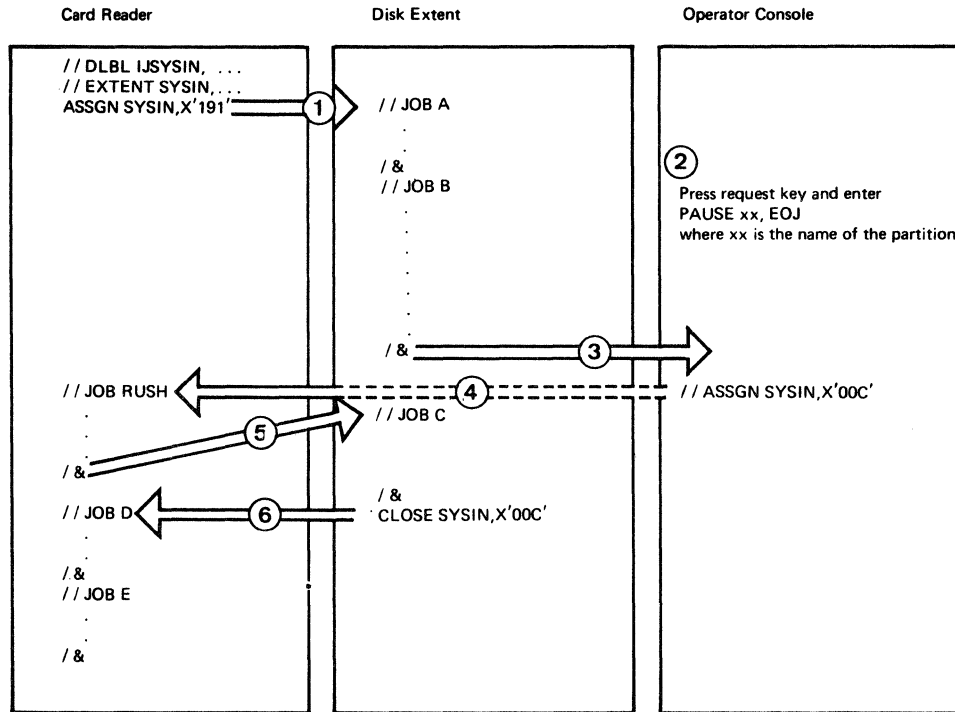 Card Reader
Disk Extent
Operator Console
// DLBL IJSYSIN, ...
// EXTENT SYSIN,...
ASSGN SYSIN,X'191'
1
// JOB A
/ &
// JOB B
2
Press request key and enter
PAUSE xx, EOJ
where xx is the name of the partition
/ &
3
// JOB RUSH
4
// ASSGN SYSIN,X'00C'
// JOB C
5
/ &
/ &
// JOB D
6
CLOSE SYSIN,X'00C'
/ &
// JOB E
/ &